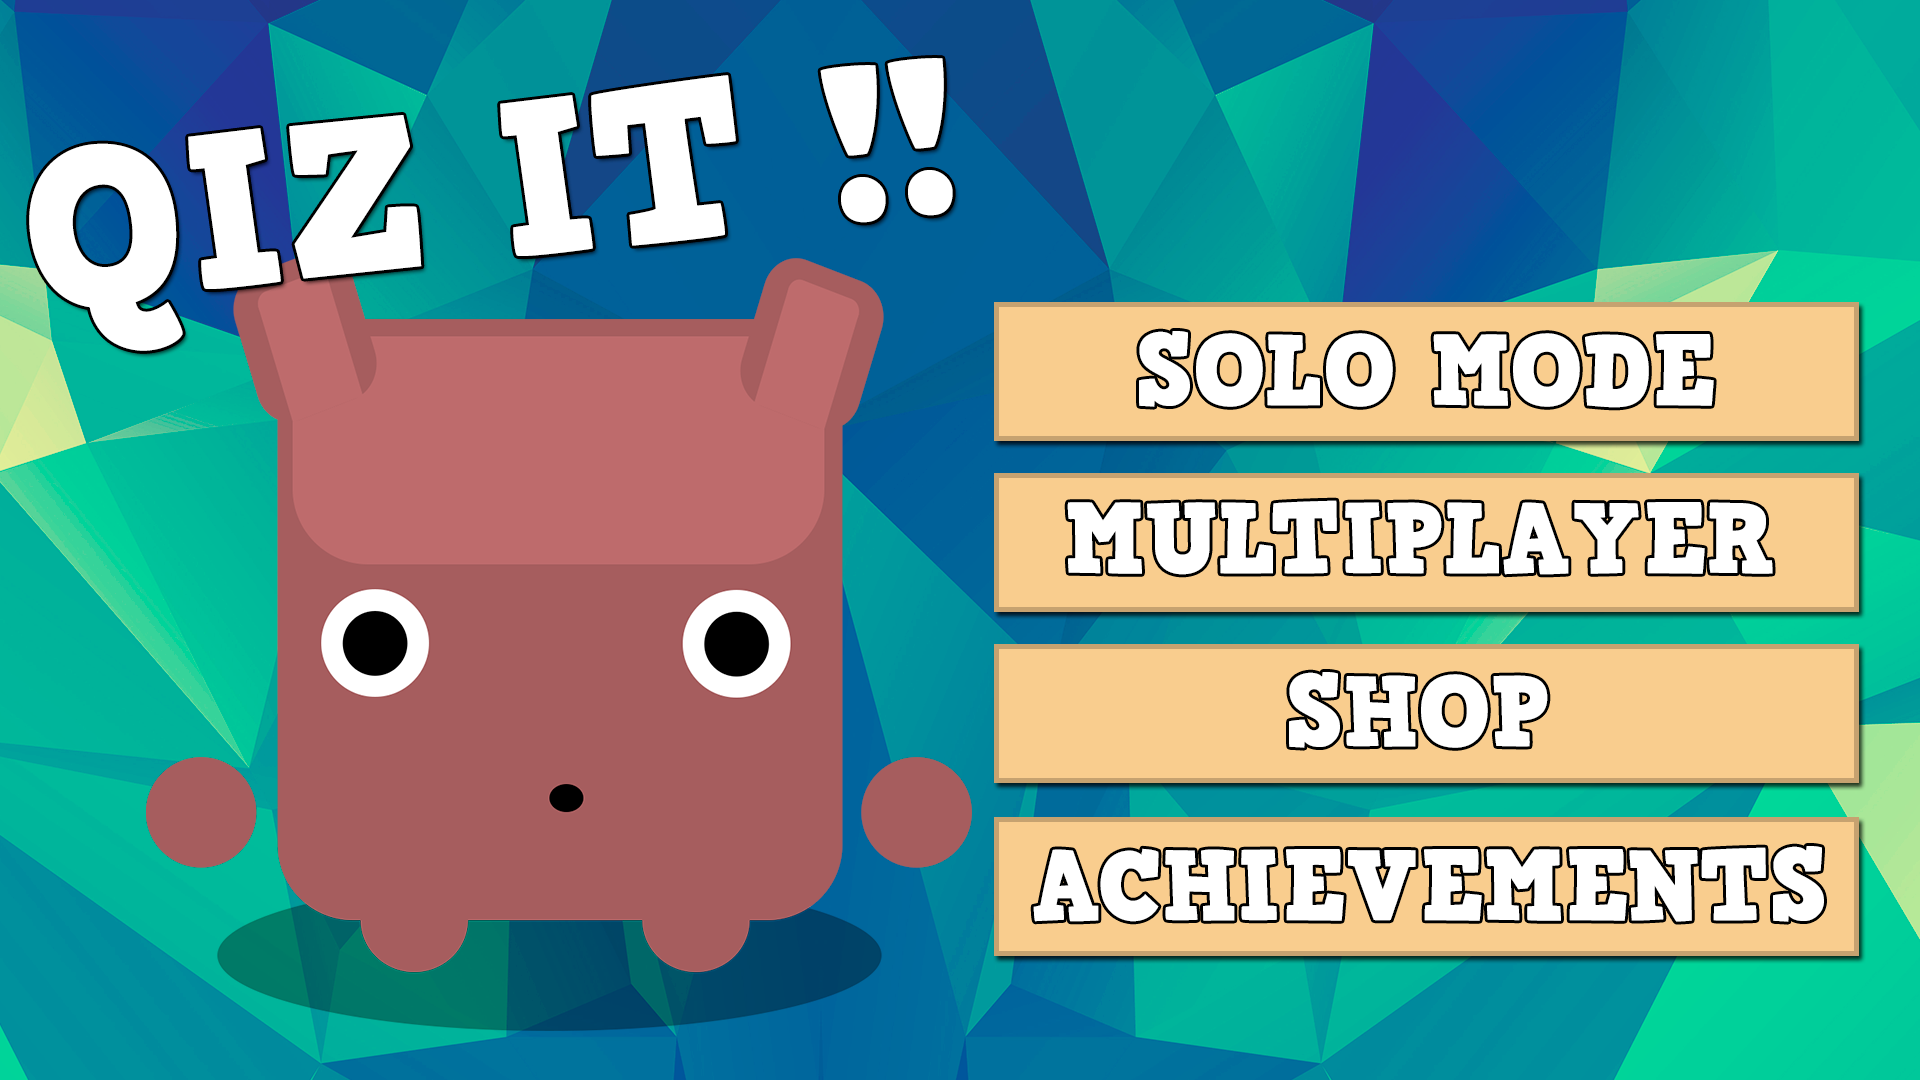 QIZ IT !!
SOLO MODE
MULTIPLAYER
SHOP
ACHIEVEMENTS